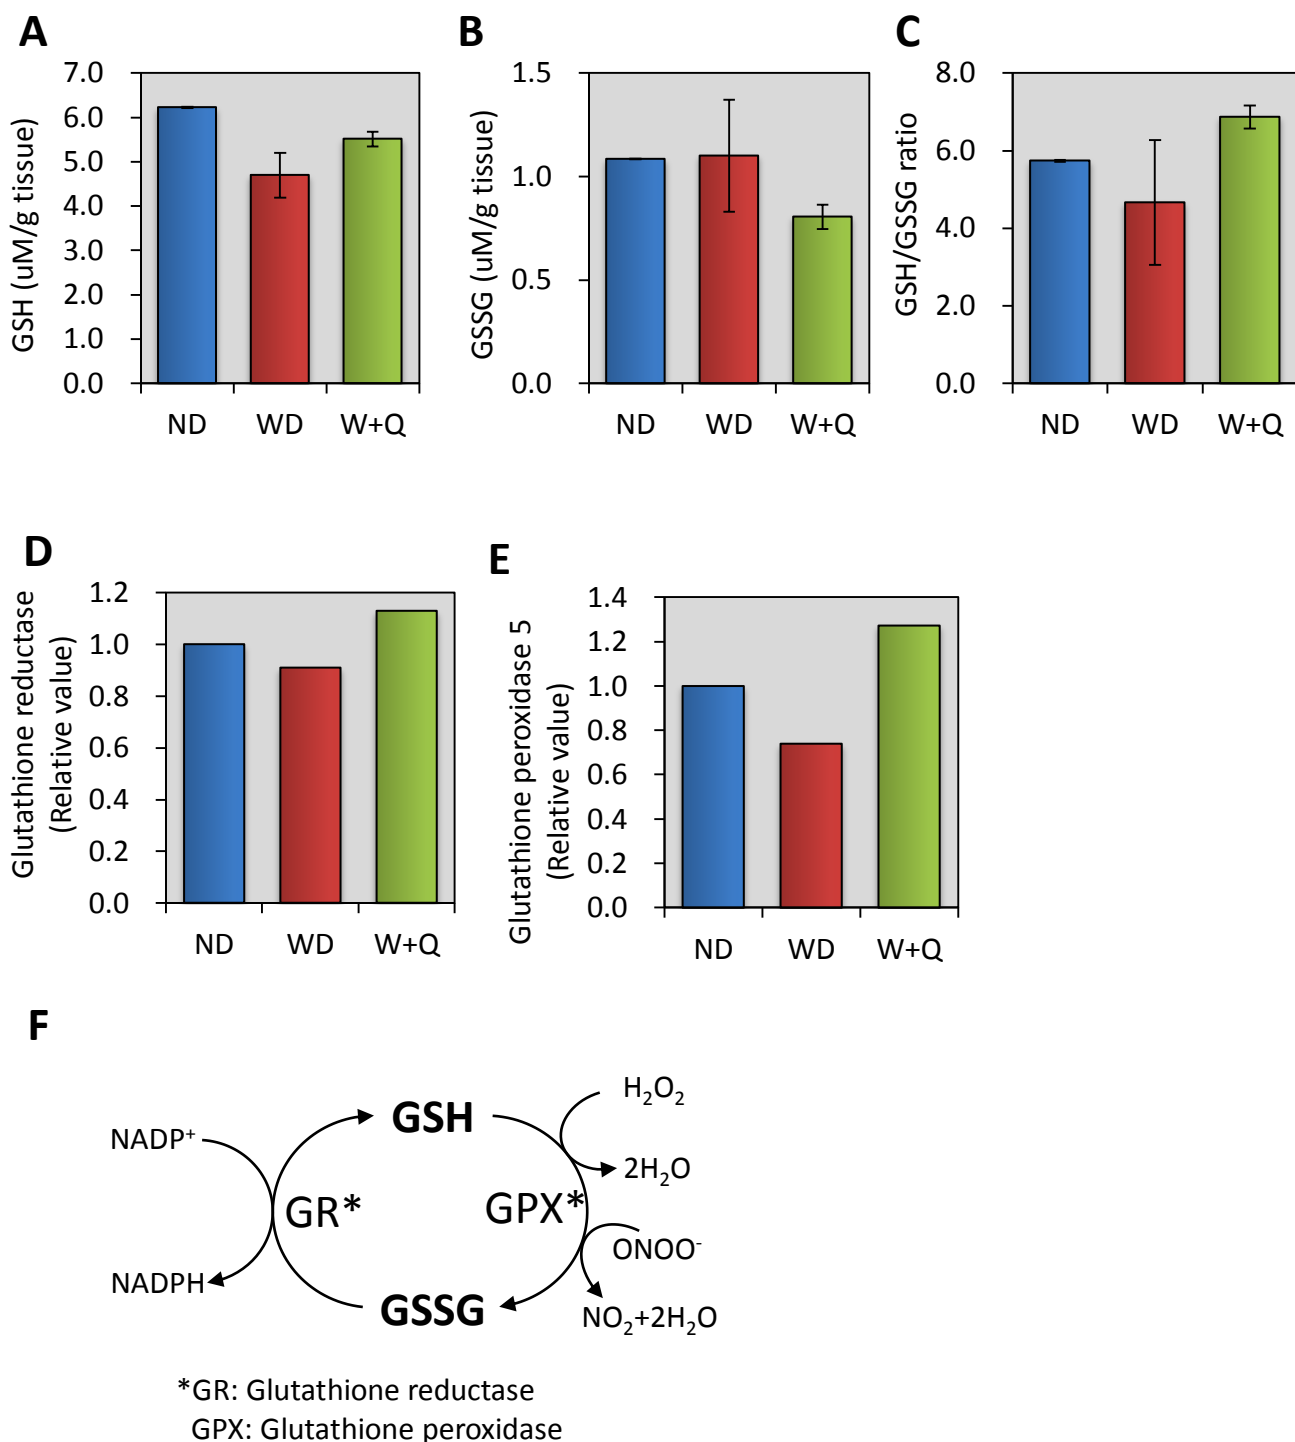 A
GSH (uM/g tissue)
7.0
6.0
5.0
4.0
3.0
2.0
1.0
0.0
ND WD W+Q
B
GSSG (uM/g tissue)
1.5
1.0
0.5
0.0
ND WD W+Q
C
GSH/GSSG ratio
8.0
6.0
4.0
2.0
0.0
ND WD W+Q
D
Glutathione reductase
(Relative value)
1.2
1.0
0.8
0.6
0.4
0.2
0.0
ND WD W+Q
E
Glutathione peroxidase 5
(Relative value)
1.4
1.2
1.0
0.8
0.6
0.4
0.2
0.0
ND WD W+Q
F
NADP⁺
NADPH
GR*
GSH
GSSG
GPX*
H₂O₂
2H₂O
ONOO⁻
NO₂+2H₂O
*GR: Glutathione reductase
GPX: Glutathione peroxidase